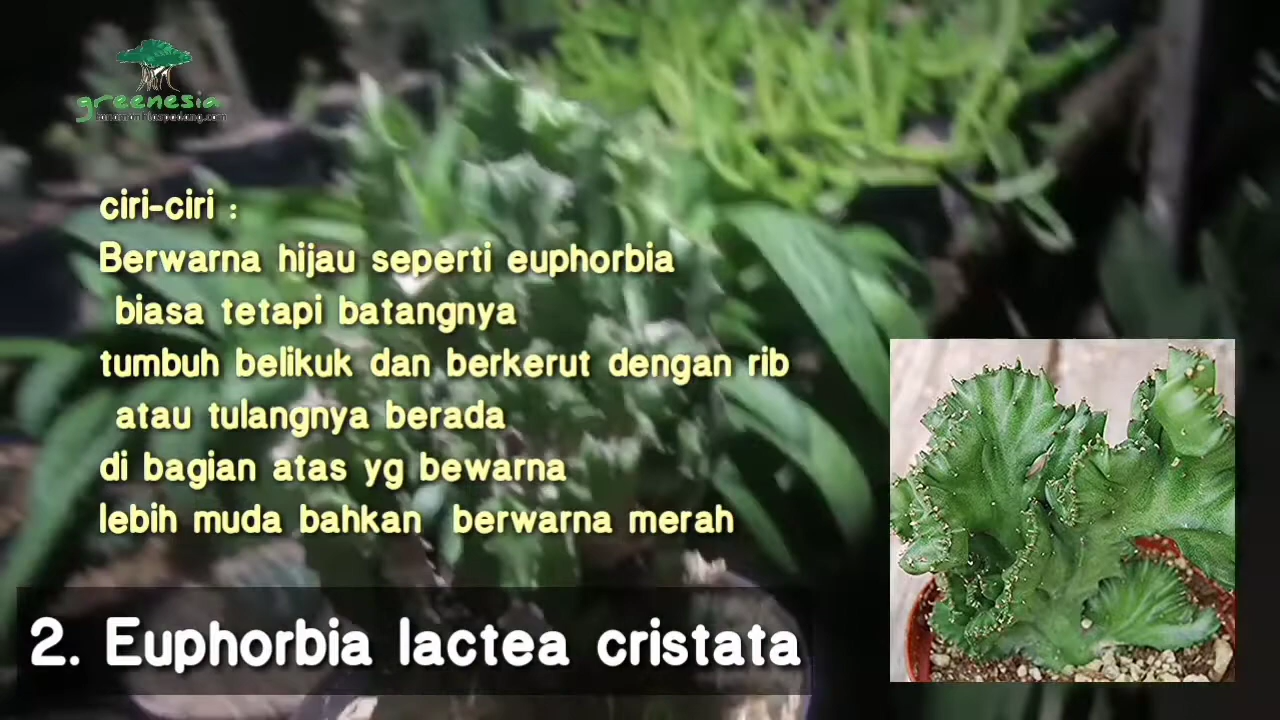 greenesia
ciri-ciri :
Berwarna hijau seperti euphorbia
biasa tetapi batangnya
tumbuh belikuk dan berkerut dengan rib
atau tulangnya berada
di bagian atas yg bewarna
lebih muda bahkan berwarna merah
2. Euphorbia lactea cristata